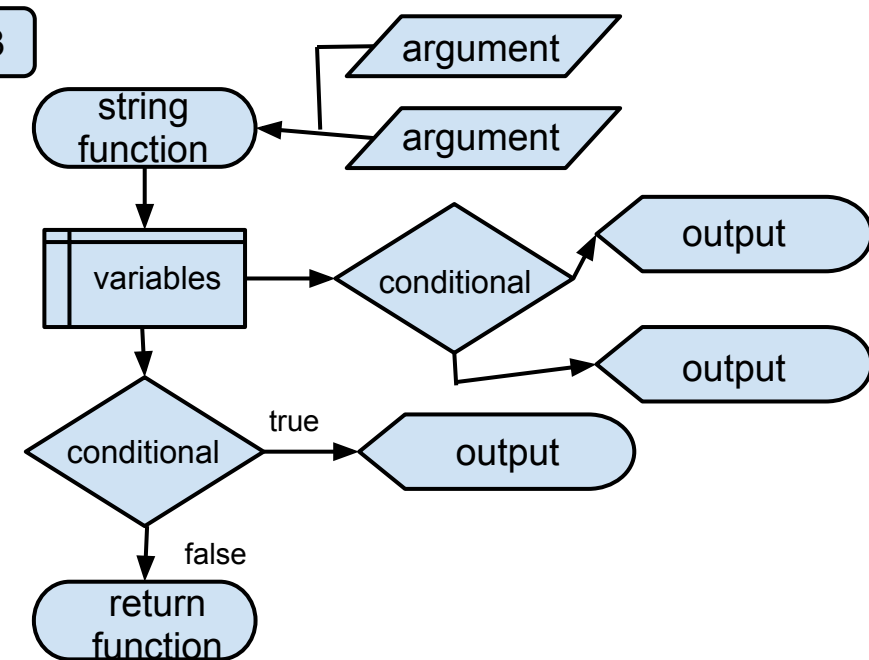 B
argument
string
function
argument
output
variables
conditional
output
true
conditional
output
false
return
function